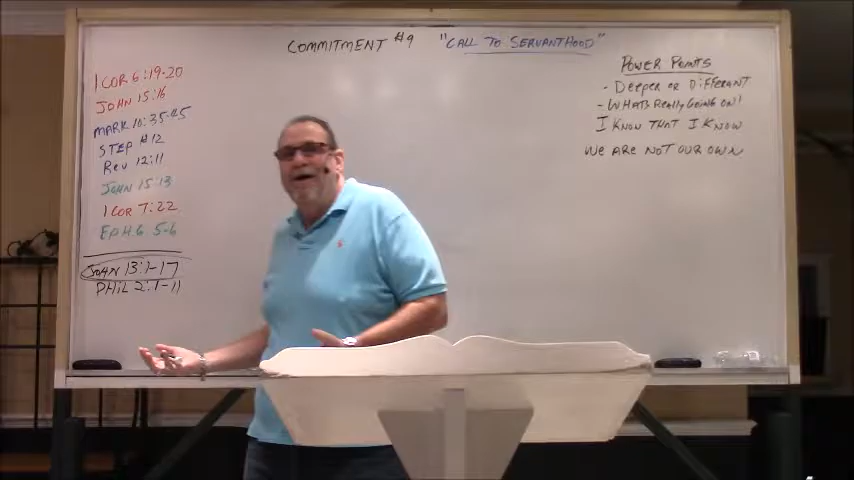 COMMITMENT #9 "CALL TO SERVANTHOOD"
1 COR 6:19-20
JOHN 15:16
MARK 10:35-45
STEP #12
REV 12:11
JOHN 15:13
1 COR 7:22
EPH.6 5-6
JOHN 13:1-17
PHIL 2:1-11
POWER POINTS
- DEEPER OR DIFFERENT
- WHATS REALLY GOING ON!
I KNOW THAT I KNOW
WE ARE NOT OUR OWN